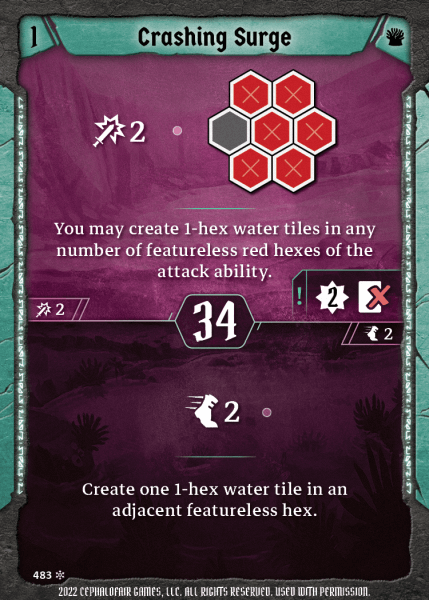 1
Crashing Surge
2
You may create 1-hex water tiles in any
number of featureless red hexes of the
attack ability.
! 2
2
34
2
2
Create one 1-hex water tile in an
adjacent featureless hex.
483
2022 CEPHALOFAIR GAMES, LLC. ALL RIGHTS RESERVED. USED WITH PERMISSION.